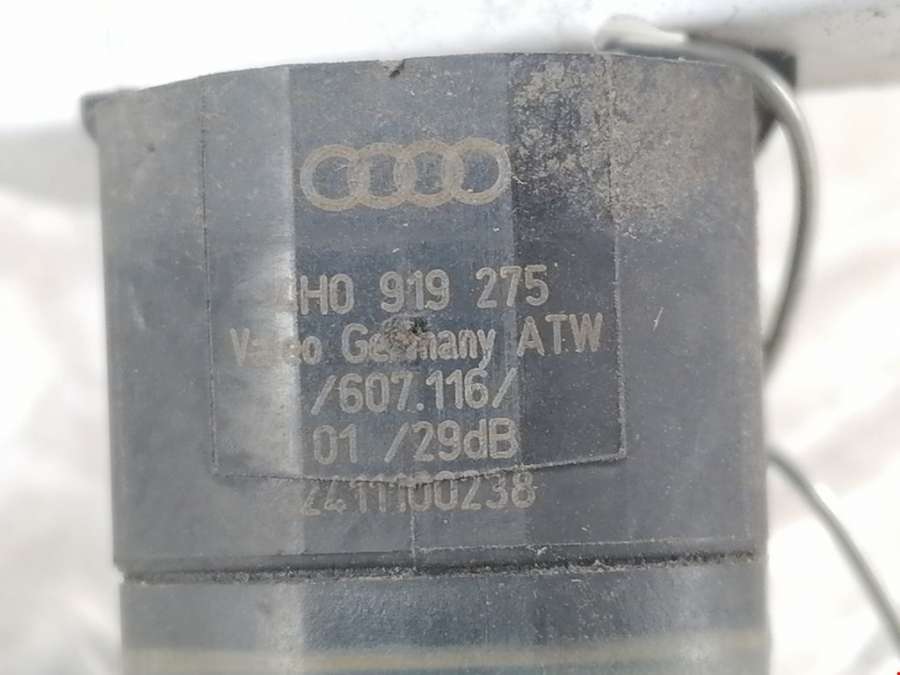 4H0 919 275
Valeo Germany ATW
/607.116/
01 /29dB
2411100238